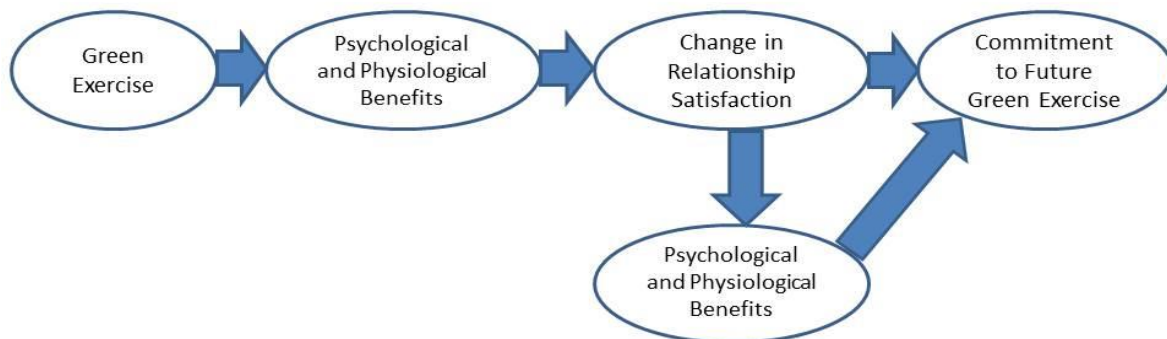 Green
Exercise
Psychological
and Physiological
Benefits
Change in
Relationship
Satisfaction
Commitment
to Future
Green Exercise
Psychological
and Physiological
Benefits